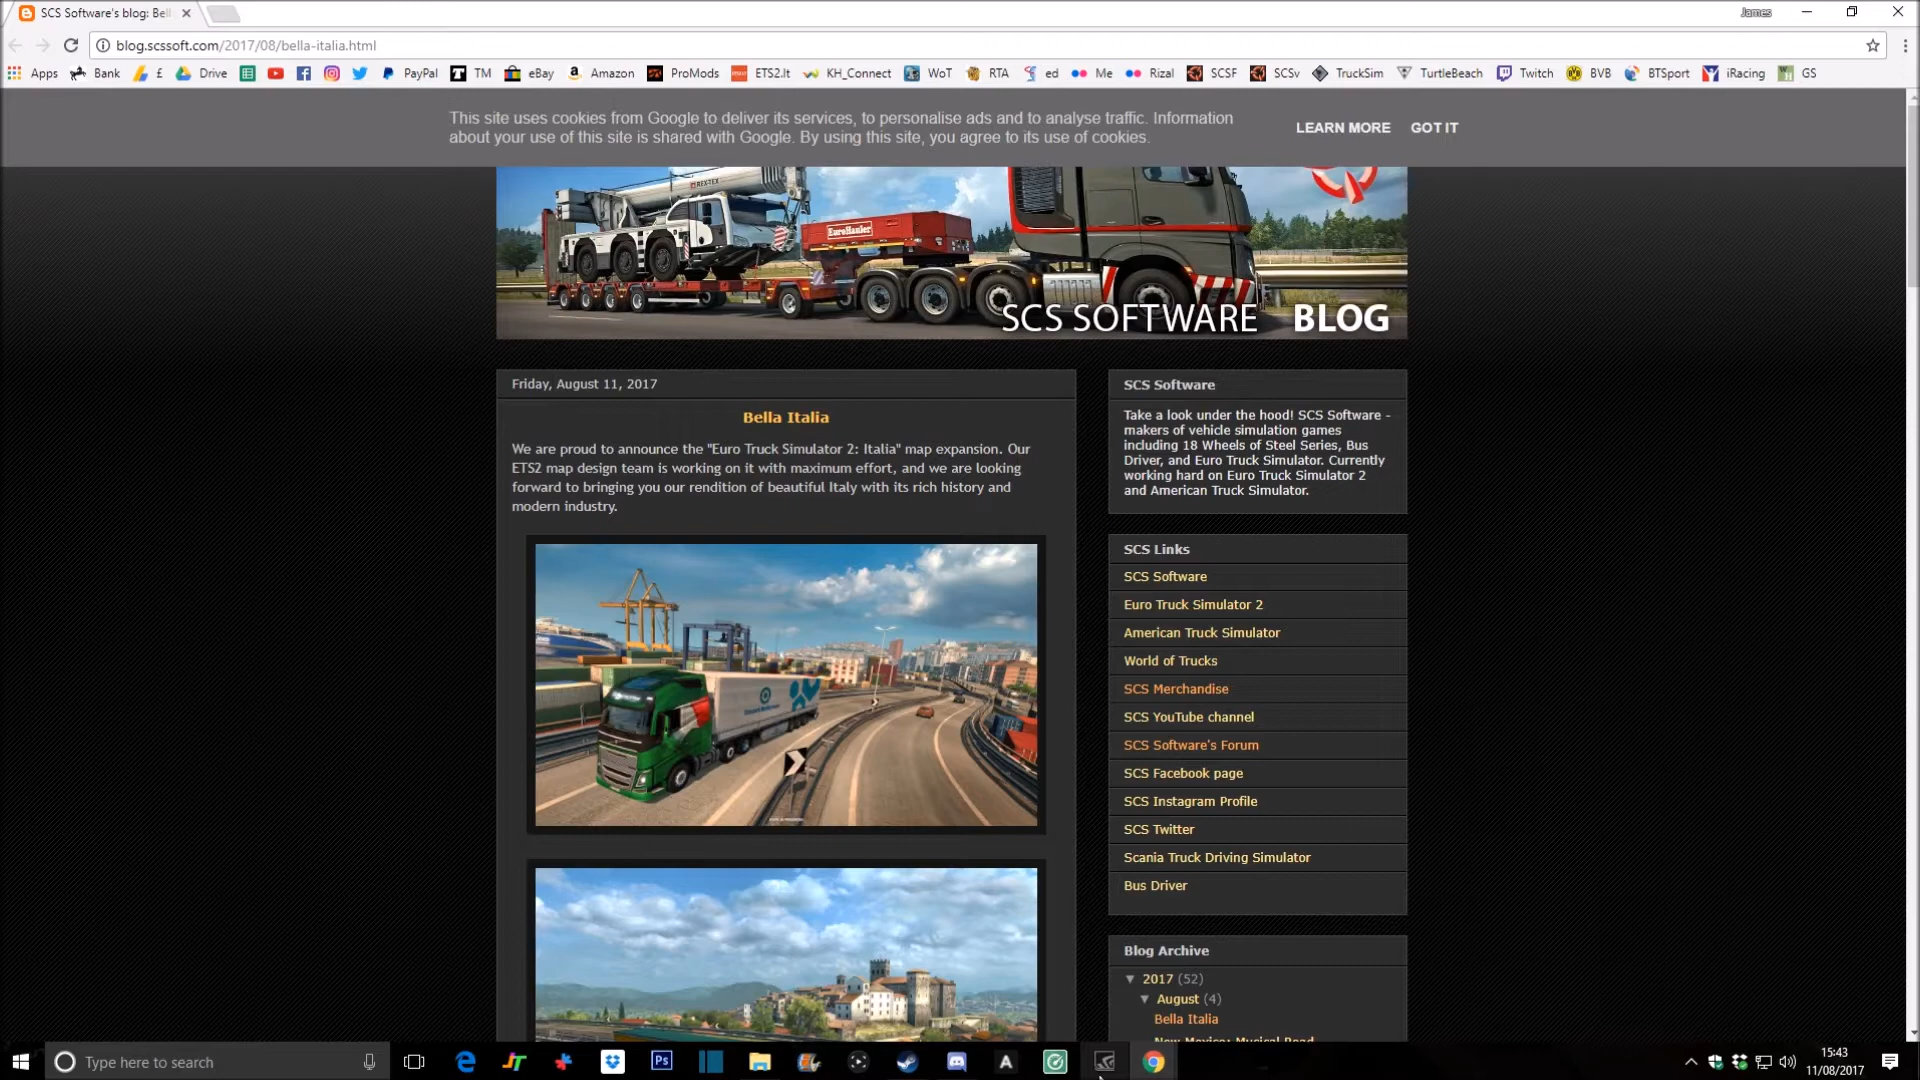 SCS Software's blog: Bell
James
blog.scssoft.com/2017/08/bella-italia.html
Apps Bank £ Drive PayPal TM eBay Amazon ProMods ETS2.lt KH_Connect WoT RTA ed Me Rizal SCSF SCSv TruckSim TurtleBeach Twitch BVB BTSport iRacing GS
This site uses cookies from Google to deliver its services, to personalise ads and to analyse traffic. Information
about your use of this site is shared with Google. By using this site, you agree to its use of cookies.
LEARN MORE GOT IT
REX-TEX
EuroHauler
SCS SOFTWARE BLOG
Friday, August 11, 2017
Bella Italia
We are proud to announce the "Euro Truck Simulator 2: Italia" map expansion. Our
ETS2 map design team is working on it with maximum effort, and we are looking
forward to bringing you our rendition of beautiful Italy with its rich history and
modern industry.
SCS Software
Take a look under the hood! SCS Software -
makers of vehicle simulation games
including 18 Wheels of Steel Series, Bus
Driver, and Euro Truck Simulator. Currently
working hard on Euro Truck Simulator 2
and American Truck Simulator.
SCS Links
SCS Software
Euro Truck Simulator 2
American Truck Simulator
World of Trucks
SCS Merchandise
SCS YouTube channel
SCS Software's Forum
SCS Facebook page
SCS Instagram Profile
SCS Twitter
Scania Truck Driving Simulator
Bus Driver
Blog Archive
▼ 2017 (52)
▼ August (4)
Bella Italia
New Mexico: Musical Road
Type here to search
Ps
A
15:43
11/08/2017